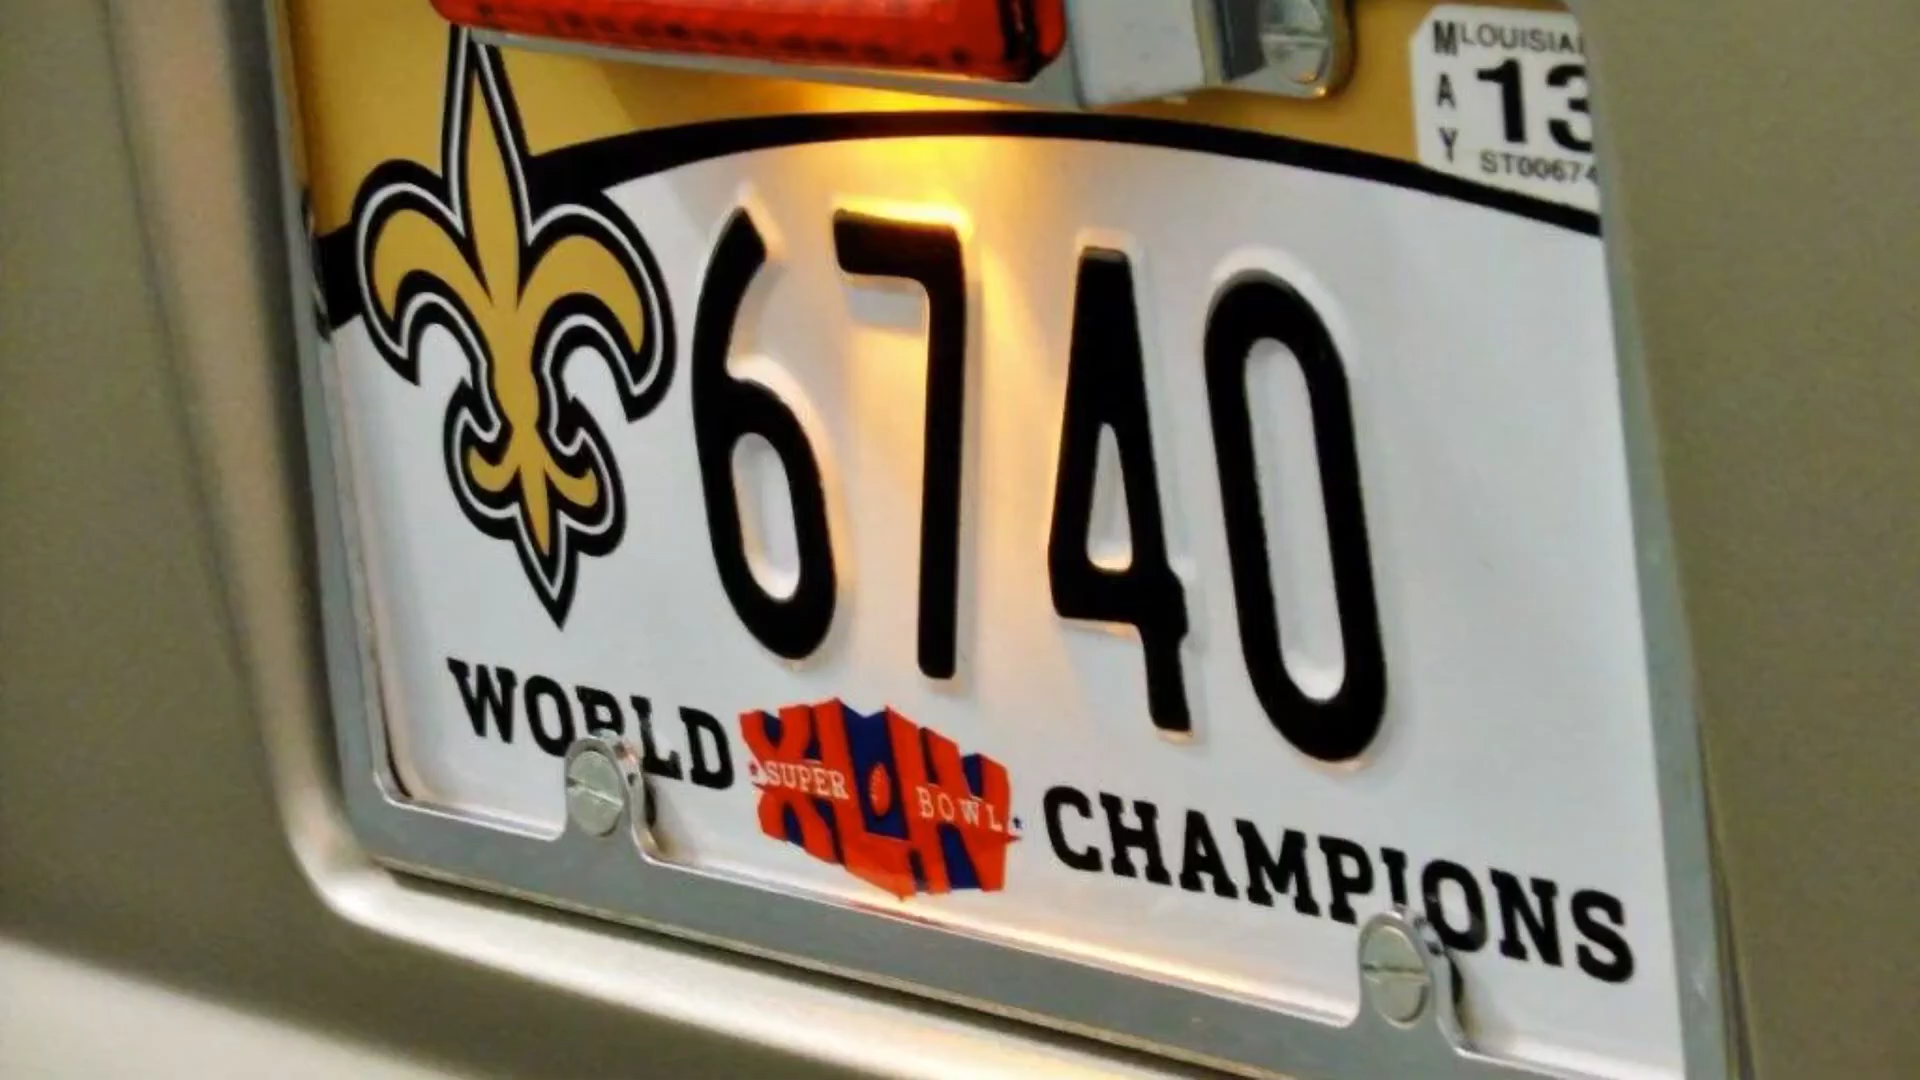 MAY
LOUISIA
13
ST00674
6740
WORLD XLIV CHAMPIONS
SUPER BOWL